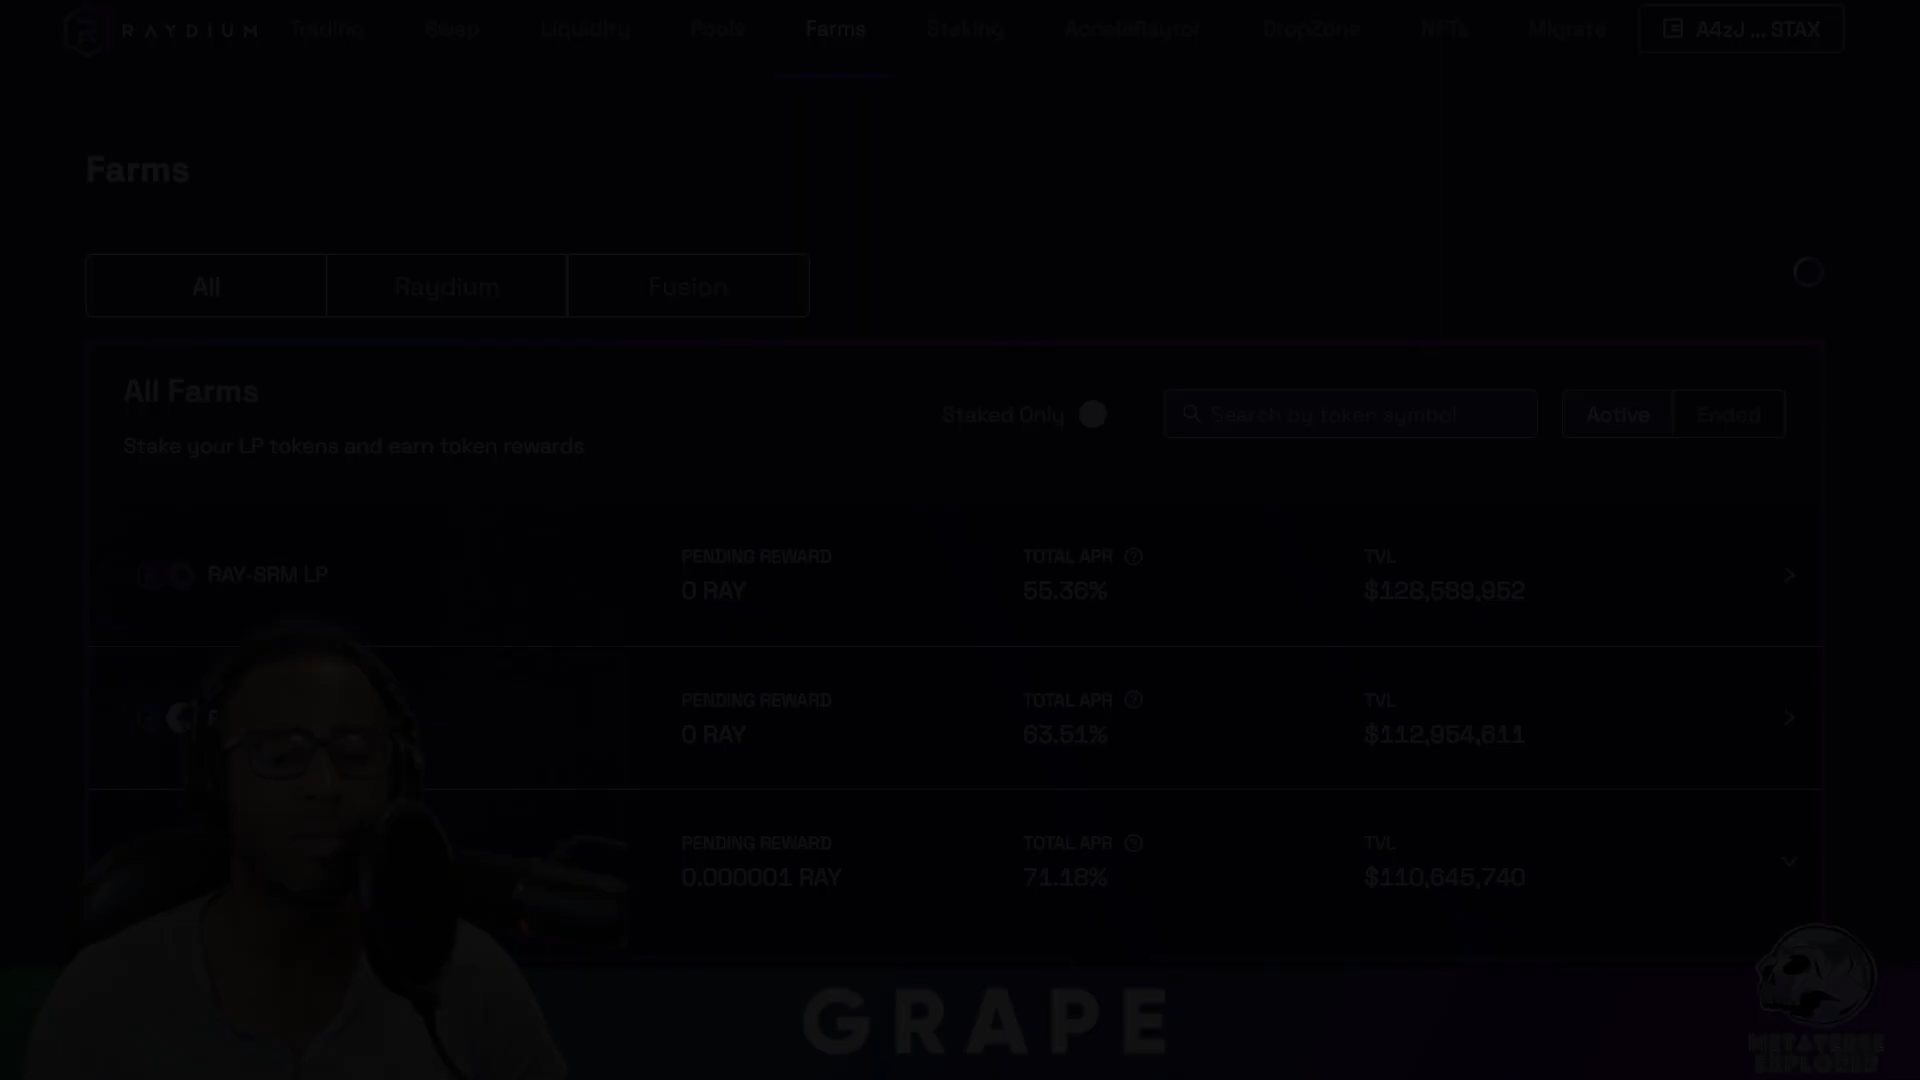 RAYDIUM Trading Swap Liquidity Pools Farms Staking AcceleRaytor DropZone NFTs Migrate A4zJ ... STAX
Farms
All Raydium Fusion
All Farms
Stake your LP tokens and earn token rewards
Staked Only Search by token symbol Active Ended
RAY-SRM LP
PENDING REWARD TOTAL APR TVL
0 RAY 55.36% $128,589,952
PENDING REWARD TOTAL APR TVL
0 RAY 63.51% $112,954,611
PENDING REWARD TOTAL APR TVL
0.000001 RAY 71.18% $110,645,740
GRAPE
METAVERSE
EXPLORER